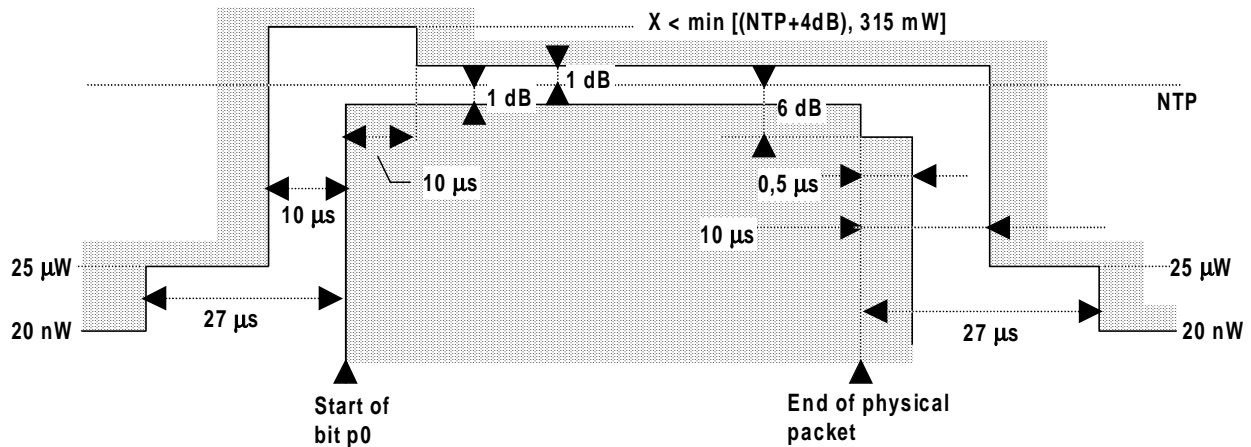 X < min [(NTP+4dB), 315 mW]
1 dB
1 dB
6 dB
NTP
10 μs
0,5 μs
10 μs
10 μs
25 μW
25 μW
27 μs
27 μs
20 nW
20 nW
Start of
bit p0
End of physical
packet